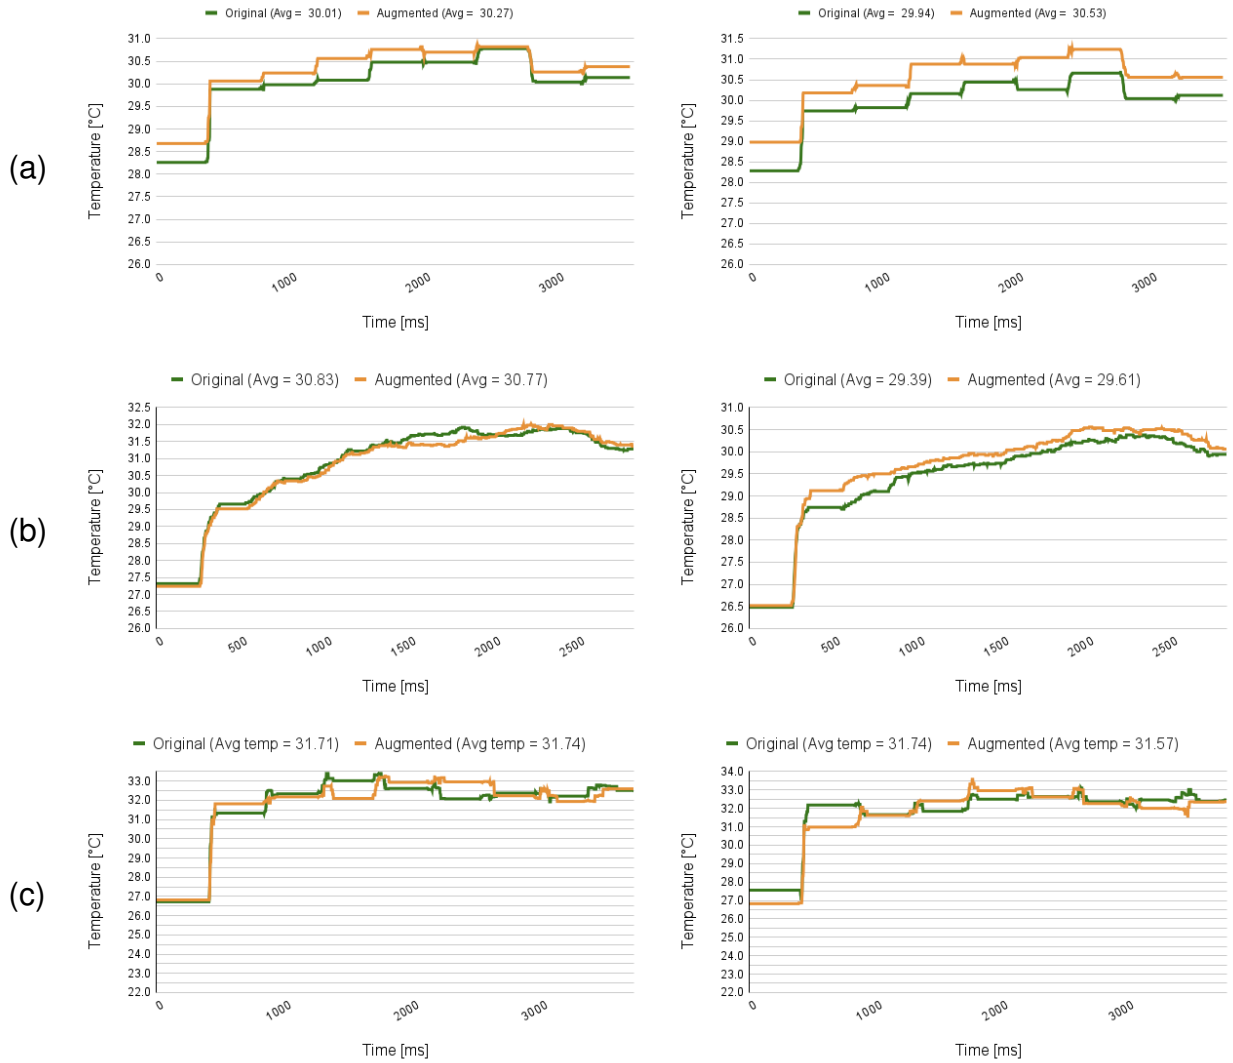 Original (Avg = 30.01) Augmented (Avg = 30.27)
31.0
30.5
30.0
29.5
29.0
28.5
28.0
27.5
27.0
26.5
26.0
Temperature [°C]
0 1000 2000 3000
Time [ms]
Original (Avg = 29.94) Augmented (Avg = 30.53)
31.5
31.0
30.5
30.0
29.5
29.0
28.5
28.0
27.5
27.0
26.5
26.0
Temperature [°C]
0 1000 2000 3000
Time [ms]
(a)
Original (Avg = 30.83) Augmented (Avg = 30.77)
32.5
32.0
31.5
31.0
30.5
30.0
29.5
29.0
28.5
28.0
27.5
27.0
26.5
26.0
Temperature [°C]
0 500 1000 1500 2000 2500
Time [ms]
Original (Avg = 29.39) Augmented (Avg = 29.61)
31.0
30.5
30.0
29.5
29.0
28.5
28.0
27.5
27.0
26.5
26.0
Temperature [°C]
0 500 1000 1500 2000 2500
Time [ms]
(b)
Original (Avg temp = 31.71) Augmented (Avg temp = 31.74)
33.0
32.0
31.0
30.0
29.0
28.0
27.0
26.0
25.0
24.0
23.0
22.0
Temperature [°C]
0 1000 2000 3000
Time [ms]
Original (Avg temp = 31.74) Augmented (Avg temp = 31.57)
34.0
33.0
32.0
31.0
30.0
29.0
28.0
27.0
26.0
25.0
24.0
23.0
22.0
Temperature [°C]
0 1000 2000 3000
Time [ms]
(c)